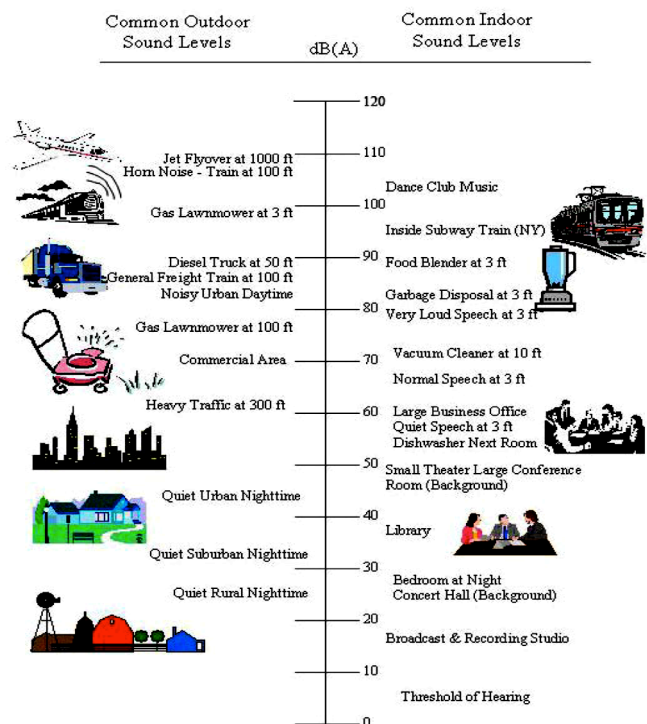 Common Outdoor
Sound Levels
dB(A)
Common Indoor
Sound Levels
120
110
100
90
80
70
60
50
40
30
20
10
0
Jet Flyover at 1000 ft
Horn Noise - Train at 100 ft
Gas Lawnmower at 3 ft
Diesel Truck at 50 ft
General Freight Train at 100 ft
Noisy Urban Daytime
Gas Lawnmower at 100 ft
Commercial Area
Heavy Traffic at 300 ft
Quiet Urban Nighttime
Quiet Suburban Nighttime
Quiet Rural Nighttime
Dance Club Music
Inside Subway Train (NY)
Food Blender at 3 ft
Garbage Disposal at 3 ft
Very Loud Speech at 3 ft
Vacuum Cleaner at 10 ft
Normal Speech at 3 ft
Large Business Office
Quiet Speech at 3 ft
Dishwasher Next Room
Small Theater Large Conference
Room (Background)
Library
Bedroom at Night
Concert Hall (Background)
Broadcast & Recording Studio
Threshold of Hearing